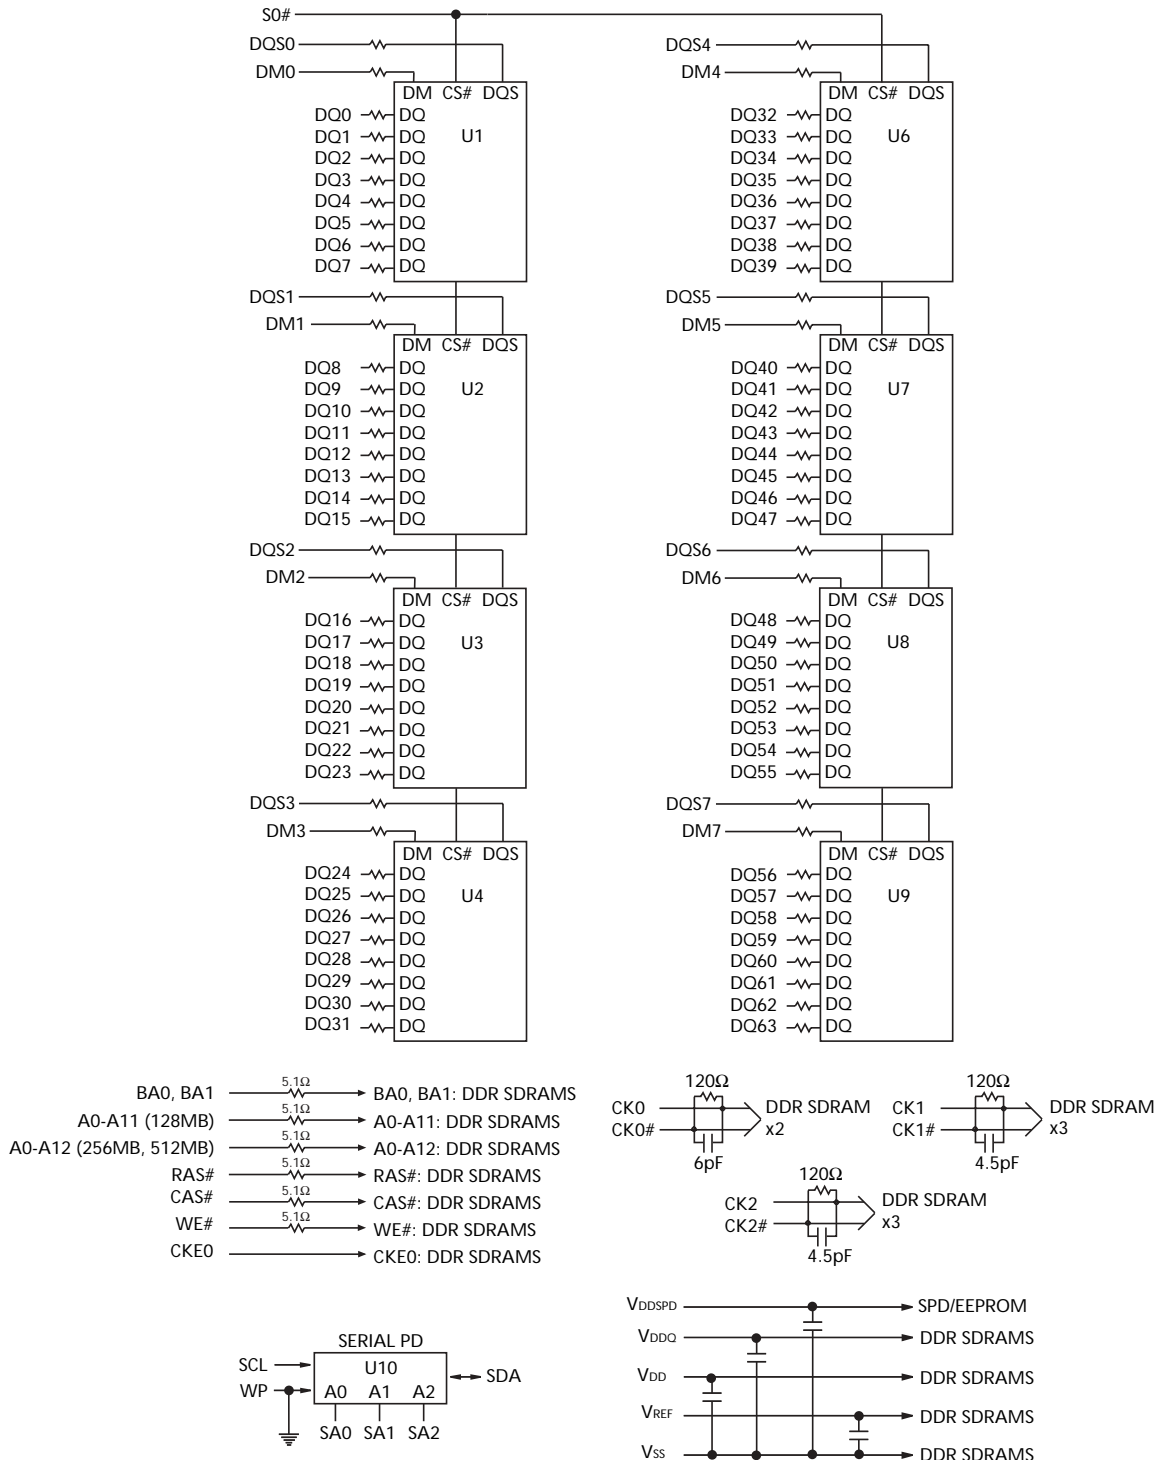 S0#
DQS0
DM0
DM CS# DQS
DQ0 DQ
DQ1 DQ
U1
DQ2 DQ
DQ3 DQ
DQ4 DQ
DQ5 DQ
DQ6 DQ
DQ7 DQ
DQS1
DM1
DM CS# DQS
DQ8 DQ
DQ9 DQ
U2
DQ10 DQ
DQ11 DQ
DQ12 DQ
DQ13 DQ
DQ14 DQ
DQ15 DQ
DQS2
DM2
DM CS# DQS
DQ16 DQ
DQ17 DQ
U3
DQ18 DQ
DQ19 DQ
DQ20 DQ
DQ21 DQ
DQ22 DQ
DQ23 DQ
DQS3
DM3
DM CS# DQS
DQ24 DQ
DQ25 DQ
U4
DQ26 DQ
DQ27 DQ
DQ28 DQ
DQ29 DQ
DQ30 DQ
DQ31 DQ
DQS4
DM4
DM CS# DQS
DQ32 DQ
DQ33 DQ
U6
DQ34 DQ
DQ35 DQ
DQ36 DQ
DQ37 DQ
DQ38 DQ
DQ39 DQ
DQS5
DM5
DM CS# DQS
DQ40 DQ
DQ41 DQ
U7
DQ42 DQ
DQ43 DQ
DQ44 DQ
DQ45 DQ
DQ46 DQ
DQ47 DQ
DQS6
DM6
DM CS# DQS
DQ48 DQ
DQ49 DQ
U8
DQ50 DQ
DQ51 DQ
DQ52 DQ
DQ53 DQ
DQ54 DQ
DQ55 DQ
DQS7
DM7
DM CS# DQS
DQ56 DQ
DQ57 DQ
U9
DQ58 DQ
DQ59 DQ
DQ60 DQ
DQ61 DQ
DQ62 DQ
DQ63 DQ
BA0, BA1 5.1Ω BA0, BA1: DDR SDRAMS
A0-A11 (128MB) 5.1Ω A0-A11: DDR SDRAMS
A0-A12 (256MB, 512MB) 5.1Ω A0-A12: DDR SDRAMS
RAS# 5.1Ω RAS#: DDR SDRAMS
CAS# 5.1Ω CAS#: DDR SDRAMS
WE# 5.1Ω WE#: DDR SDRAMS
CKE0 CKE0: DDR SDRAMS
120Ω
CK0 DDR SDRAM
CK0# x2
6pF
120Ω
CK1 DDR SDRAM
CK1# x3
4.5pF
120Ω
CK2 DDR SDRAM
CK2# x3
4.5pF
SERIAL PD
SCL U10 SDA
WP A0 A1 A2
SA0 SA1 SA2
VDDSPD SPD/EEPROM
VDDQ DDR SDRAMS
VDD DDR SDRAMS
VREF DDR SDRAMS
VSS DDR SDRAMS